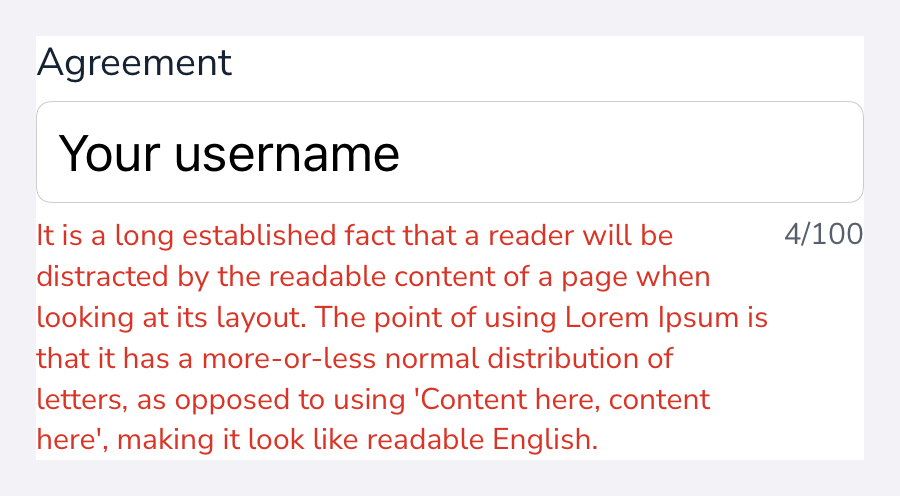 Agreement
Your username
It is a long established fact that a reader will be
4/100
distracted by the readable content of a page when
looking at its layout. The point of using Lorem Ipsum is
that it has a more-or-less normal distribution of
letters, as opposed to using 'Content here, content
here', making it look like readable English.